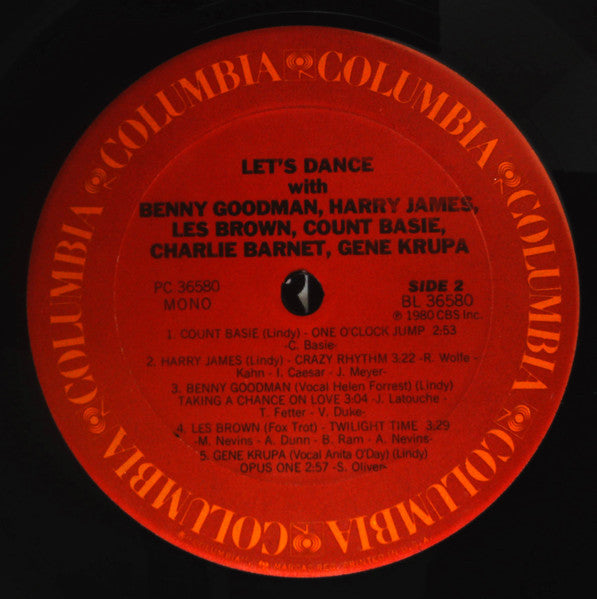 COLUMBIA COLUMBIA COLUMBIA COLUMBIA COLUMBIA COLUMBIA
LET'S DANCE
with
BENNY GOODMAN, HARRY JAMES,
LES BROWN, COUNT BASIE,
CHARLIE BARNET, GENE KRUPA
PC 36580
MONO
SIDE 2
BL 36580
℗ 1980 CBS Inc.
1. COUNT BASIE (Lindy) - ONE O'CLOCK JUMP 2:53
-C. Basie-
2. HARRY JAMES (Lindy) - CRAZY RHYTHM 3:22 -R. Wolfe -
Kahn - I. Caesar - J. Meyer-
3. BENNY GOODMAN (Vocal Helen Forrest) (Lindy)
TAKING A CHANCE ON LOVE 3:04 -J. Latouche -
T. Fetter - V. Duke-
4. LES BROWN (Fox Trot) - TWILIGHT TIME 3:29
-M. Nevins - A. Dunn - B. Ram - A. Nevins-
5. GENE KRUPA (Vocal Anita O'Day) (Lindy)
OPUS ONE 2:57 -S. Oliver-